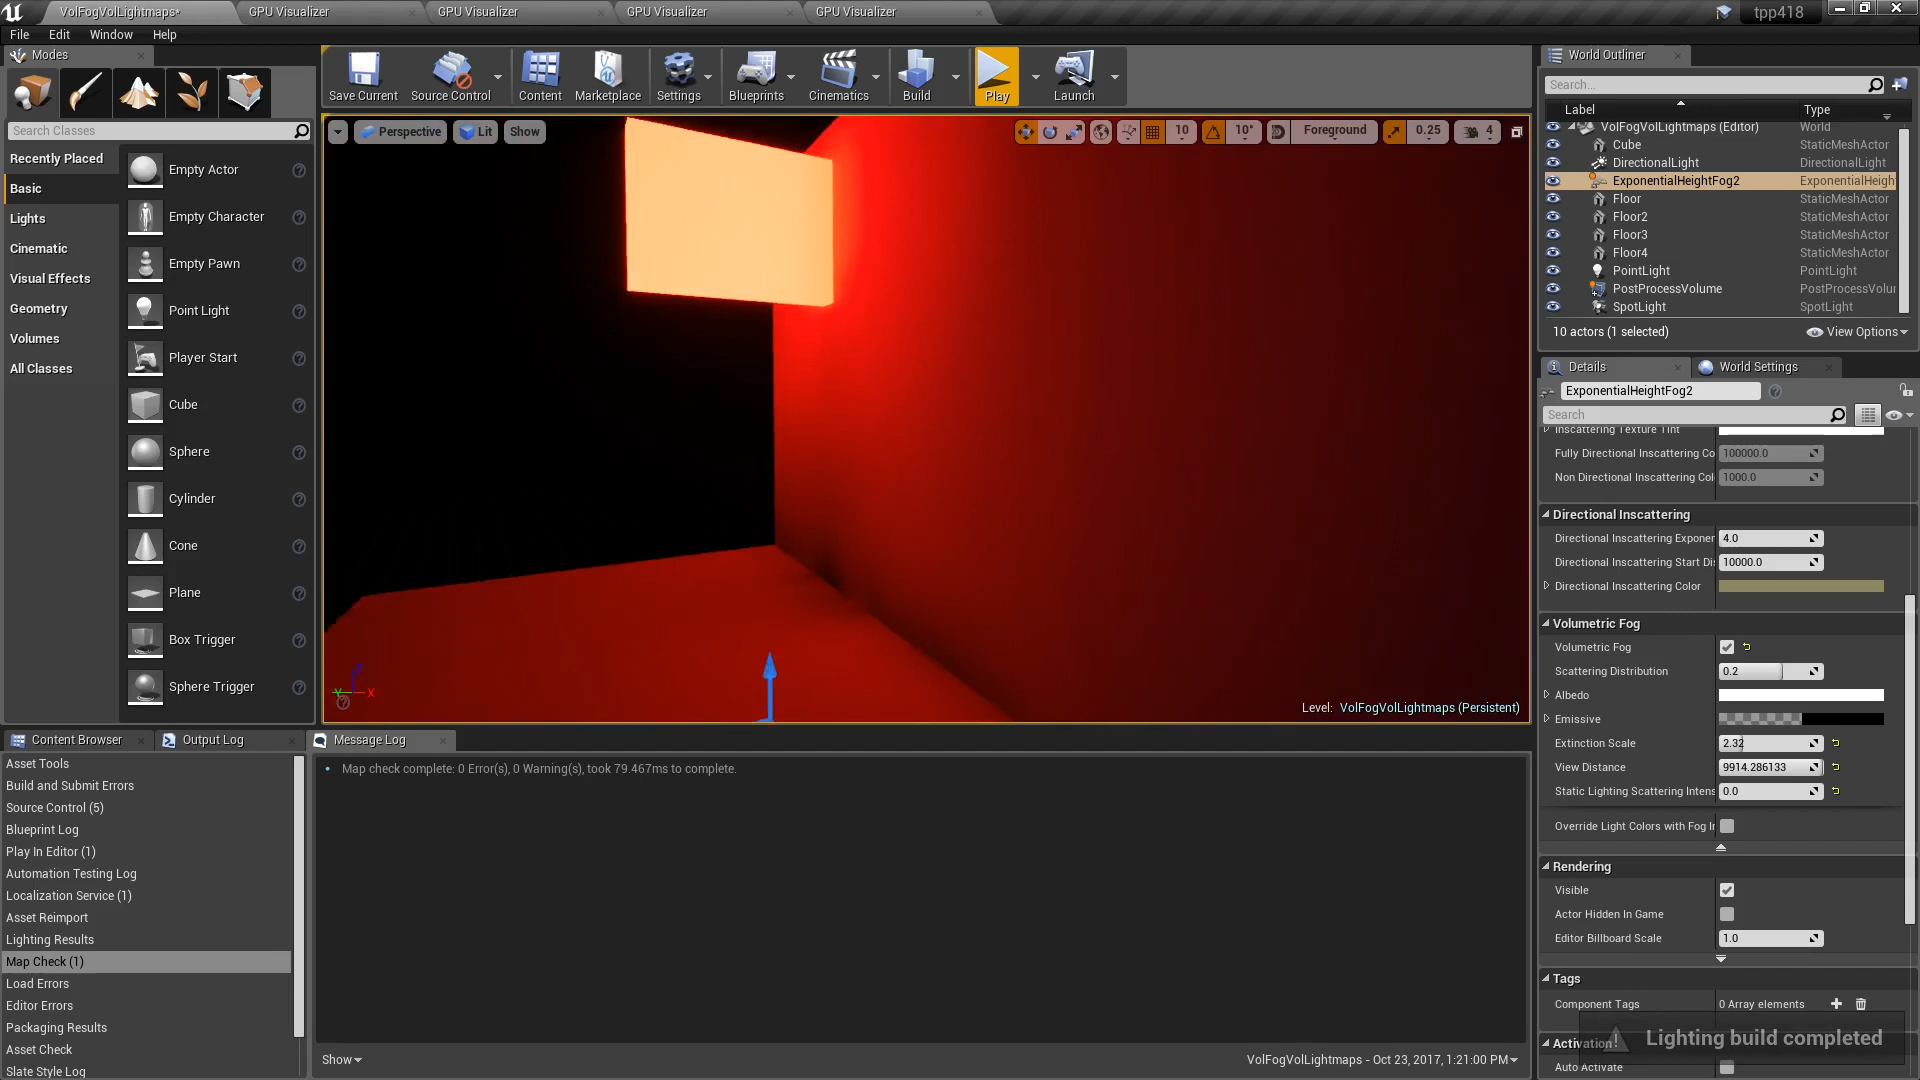 VolFogVolLightmaps*
GPU Visualizer
GPU Visualizer
GPU Visualizer
GPU Visualizer
tpp418
File Edit Window Help
Modes
Search Classes
Recently Placed
Basic
Lights
Cinematic
Visual Effects
Geometry
Volumes
All Classes
Empty Actor
Empty Character
Empty Pawn
Point Light
Player Start
Cube
Sphere
Cylinder
Cone
Plane
Box Trigger
Sphere Trigger
Save Current
Source Control
Content
Marketplace
Settings
Blueprints
Cinematics
Build
Play
Launch
Perspective
Lit
Show
10
10°
Foreground
0.25
4
X
Y
Level: VolFogVolLightmaps (Persistent)
World Outliner
Search...
Label Type
VolFogVolLightmaps (Editor) World
Cube StaticMeshActor
DirectionalLight DirectionalLight
ExponentialHeightFog2 ExponentialHeigh
Floor StaticMeshActor
Floor2 StaticMeshActor
Floor3 StaticMeshActor
Floor4 StaticMeshActor
PointLight PointLight
PostProcessVolume PostProcessVolu
SpotLight SpotLight
10 actors (1 selected)
View Options
Details
World Settings
ExponentialHeightFog2
Search
Inscattering Texture Tint
Fully Directional Inscattering Co 100000.0
Non Directional Inscattering Col 1000.0
Directional Inscattering
Directional Inscattering Exponen 4.0
Directional Inscattering Start Di 10000.0
Directional Inscattering Color
Volumetric Fog
Volumetric Fog
Scattering Distribution 0.2
Albedo
Emissive
Extinction Scale 2.32
View Distance 9914.286133
Static Lighting Scattering Intens 0.0
Override Light Colors with Fog In
Rendering
Visible
Actor Hidden In Game
Editor Billboard Scale 1.0
Tags
Component Tags 0 Array elements
Activation
Auto Activate
Lighting build completed
Content Browser
Output Log
Message Log
Asset Tools
Build and Submit Errors
Source Control (5)
Blueprint Log
Play In Editor (1)
Automation Testing Log
Localization Service (1)
Asset Reimport
Lighting Results
Map Check (1)
Load Errors
Editor Errors
Packaging Results
Asset Check
Slate Style Log
Map check complete: 0 Error(s), 0 Warning(s), took 79.467ms to complete.
Show
VolFogVolLightmaps - Oct 23, 2017, 1:21:00 PM